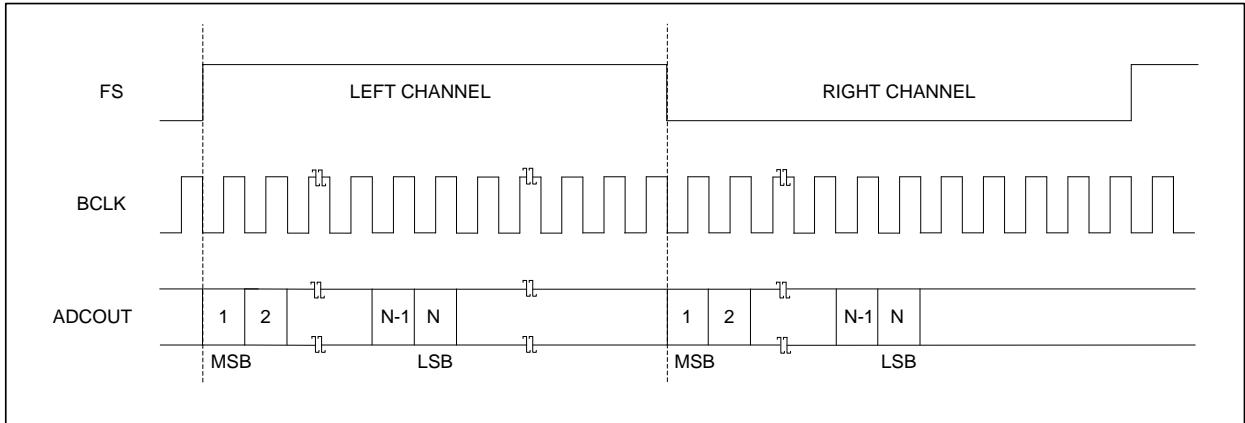 FS
LEFT CHANNEL
RIGHT CHANNEL
BCLK
ADCOUT
1 2 N-1 N 1 2 N-1 N
MSB LSB MSB LSB